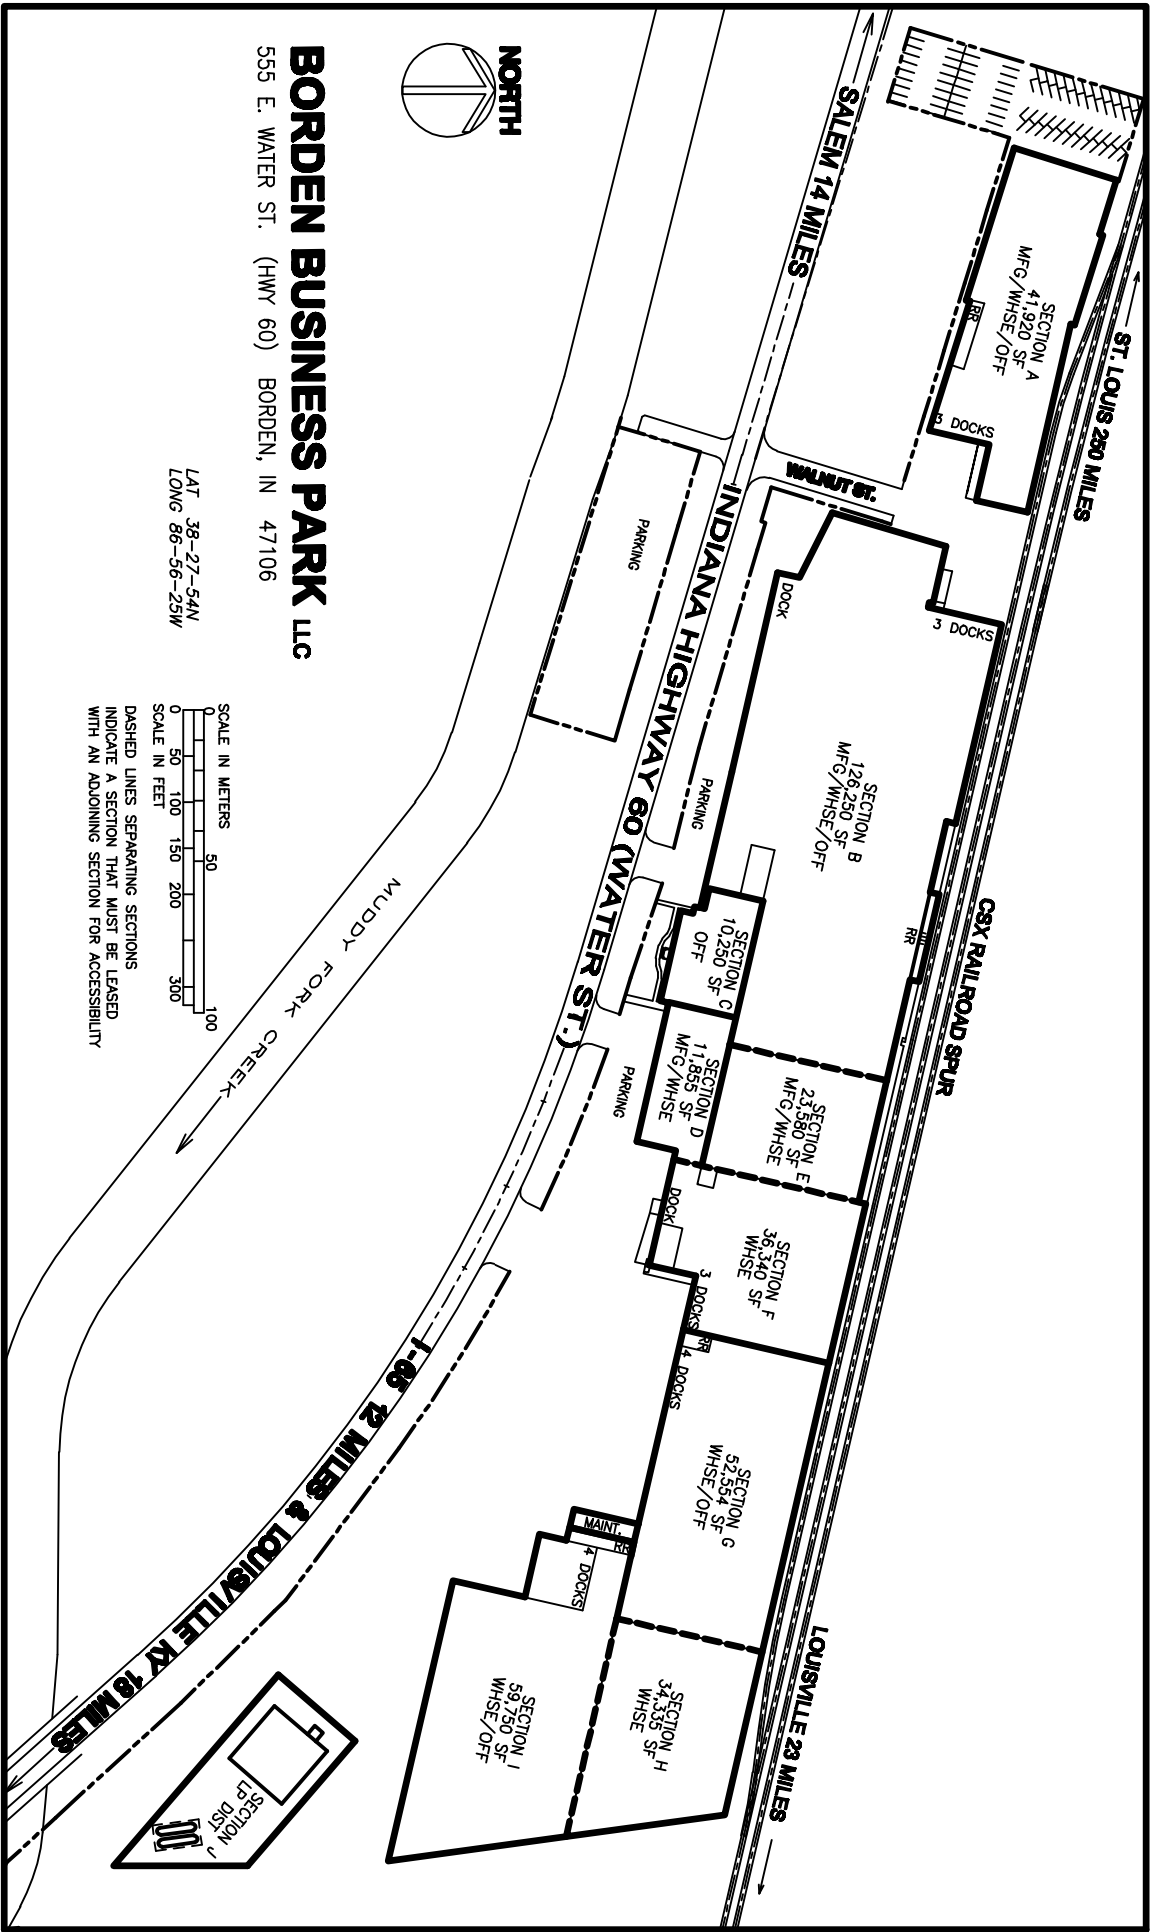 NORTH
BORDEN BUSINESS PARK LLC
555 E. WATER ST. (HWY 60) BORDEN, IN 47106
LAT 38-27-54N
LONG 86-56-25W
SCALE IN METERS
0 50 100
0 50 100 150 200 300
SCALE IN FEET
DASHED LINES SEPARATING SECTIONS
INDICATE A SECTION THAT MUST BE LEASED
WITH AN ADJOINING SECTION FOR ACCESSIBILITY
ST. LOUIS 250 MILES
CSX RAILROAD SPUR
LOUISVILLE 23 MILES
SALEM 14 MILES
WALNUT ST.
INDIANA HIGHWAY 60 (WATER ST.)
I-65 12 MILES & LOUISVILLE KY 18 MILES
MUDDY FORK CREEK
SECTION A
41,920 SF
MFG/WHSE/OFF
RR
3 DOCKS
3 DOCKS
DOCK
SECTION B
126,250 SF
MFG/WHSE/OFF
RR
PARKING
PARKING
SECTION C
10,250 SF
OFF
SECTION D
11,855 SF
MFG/WHSE
PARKING
SECTION E
23,580 SF
MFG/WHSE
SECTION F
36,340 SF
WHSE
DOCK
3 DOCKS
RR
4 DOCKS
SECTION G
52,554 SF
WHSE/OFF
MAINT.
RR
4 DOCKS
SECTION H
34,335 SF
WHSE
SECTION I
59,750 SF
WHSE/OFF
SECTION J
LP DIST